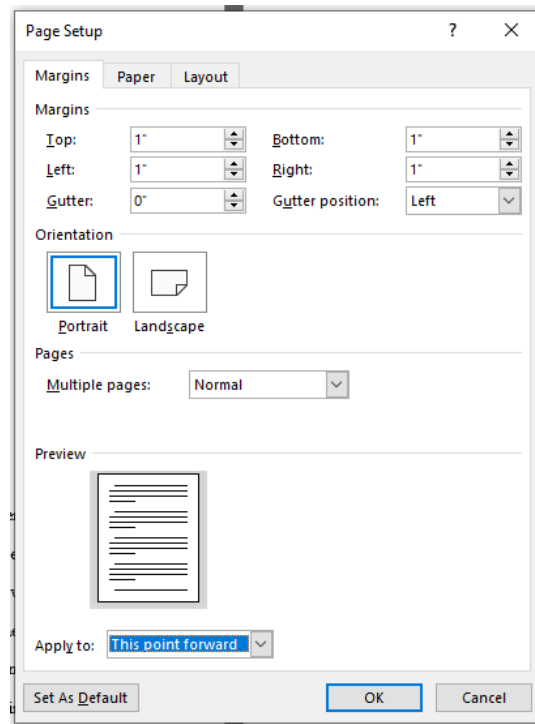 Page Setup ?
Margins Paper Layout
Margins
Top: 1" Bottom: 1"
Left: 1" Right: 1"
Gutter: 0" Gutter position: Left
Orientation
Portrait Landscape
Pages
Multiple pages: Normal
Preview
Apply to: This point forward
Set As Default OK Cancel